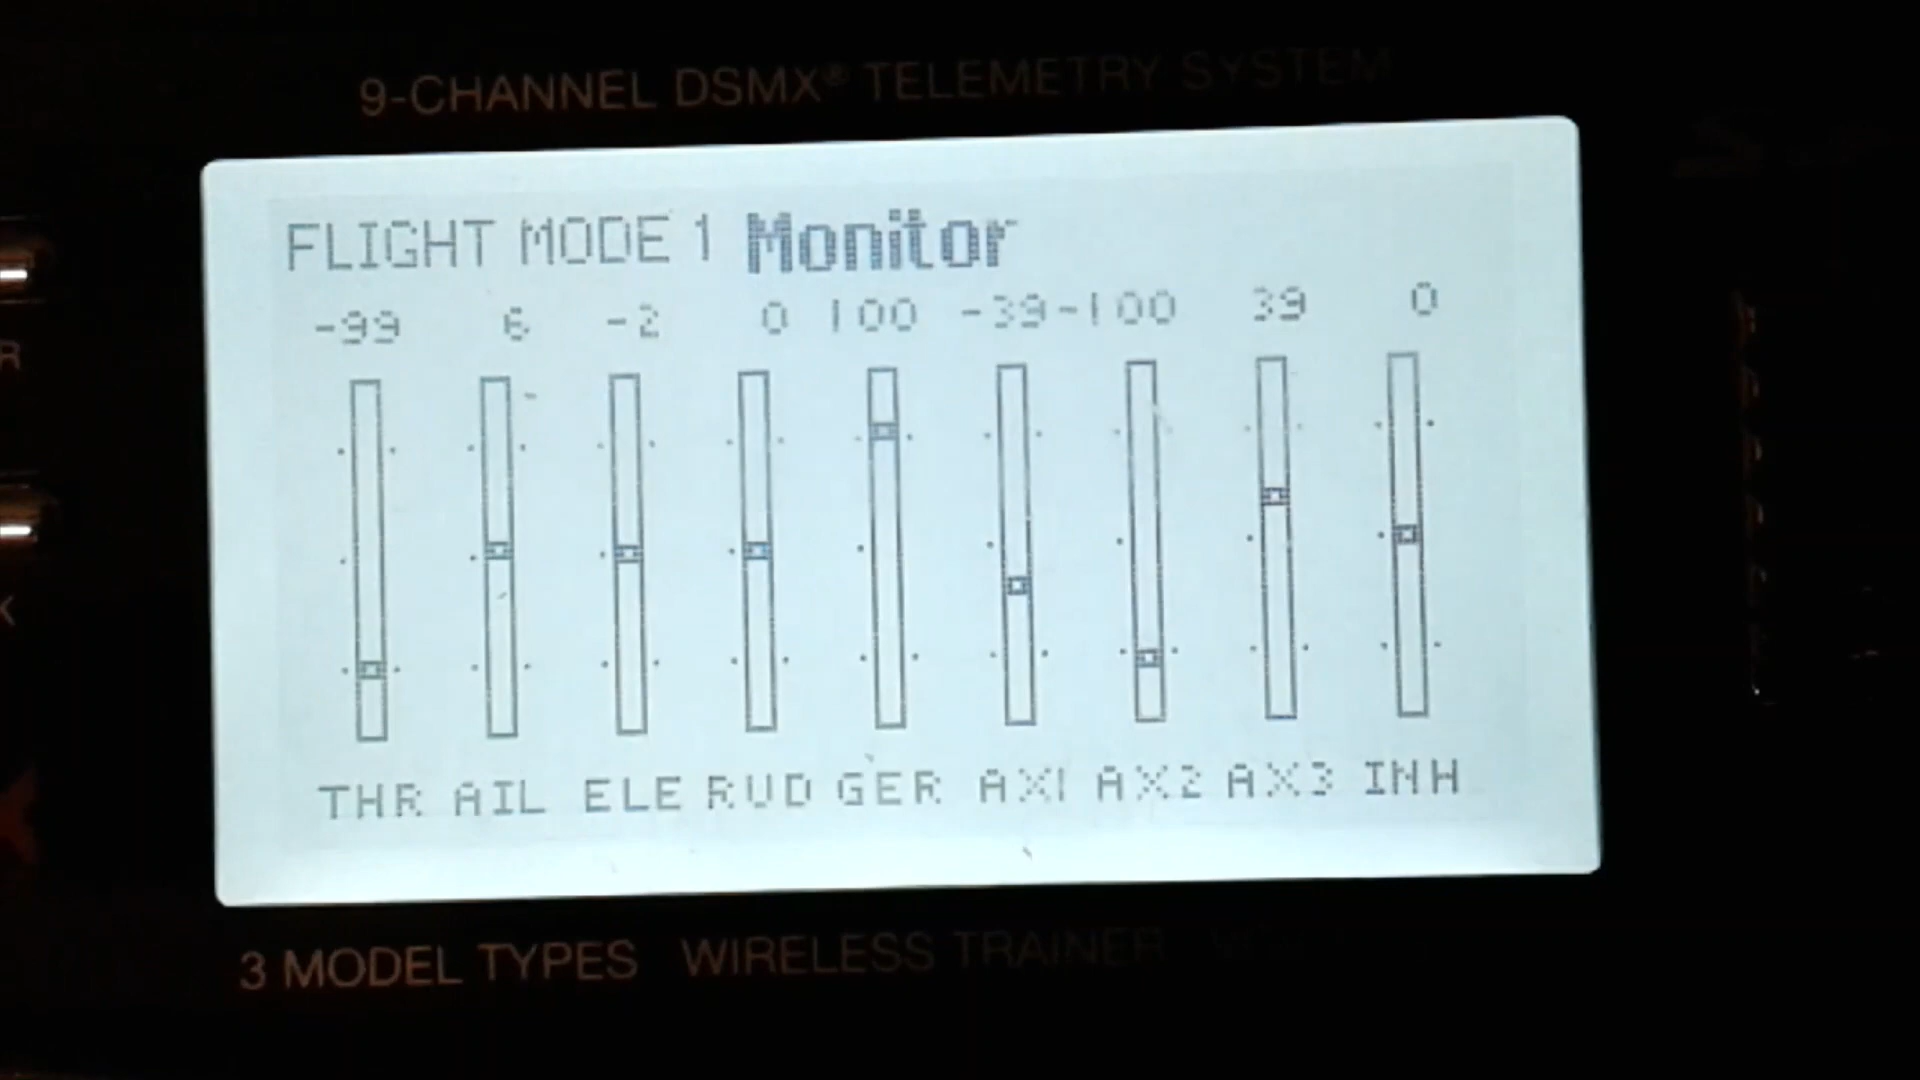 9-CHANNEL DSMX® TELEMETRY SYSTEM
FLIGHT MODE 1 Monitor
-99 6 -2 0 100 -39 -100 39 0
THR AIL ELE RUD GER AX1 AX2 AX3 INH
3 MODEL TYPES WIRELESS TRAINER
R
K